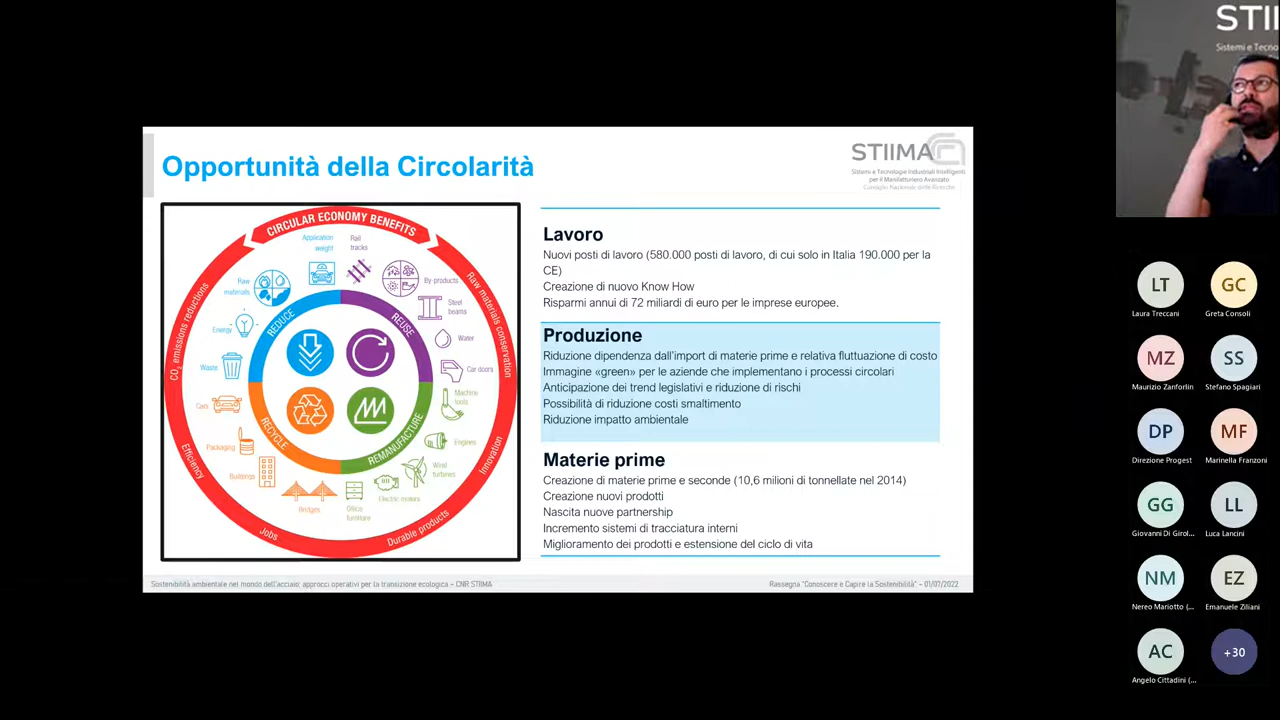 Opportunità della Circolarità
STIIMA
Sistemi e Tecnologie Industriali Intelligenti
per il Manifatturiero Avanzato
Consiglio Nazionale delle Ricerche
CIRCULAR ECONOMY BENEFITS
Raw materials conservation
Innovation
Durable products
Jobs
Efficiency
CO2 emissions reductions
REDUCE
REUSE
REMANUFACTURE
RECYCLE
Application
weight
Raw
materials
Energy
Waste
Rail
tracks
By-products
Steel
beams
Water
Car doors
Machine
tools
Engines
Wind
turbines
Electric motors
Office
furniture
Bridges
Buildings
Packaging
Cars
Lavoro
Nuovi posti di lavoro (580.000 posti di lavoro, di cui solo in Italia 190.000 per la
CE)
Creazione di nuovo Know How
Risparmi annui di 72 miliardi di euro per le imprese europee.
Produzione
Riduzione dipendenza dall'import di materie prime e relativa fluttuazione di costo
Immagine «green» per le aziende che implementano i processi circolari
Anticipazione dei trend legislativi e riduzione di rischi
Possibilità di riduzione costi smaltimento
Riduzione impatto ambientale
Materie prime
Creazione di materie prime e seconde (10,6 milioni di tonnellate nel 2014)
Creazione nuovi prodotti
Nascita nuove partnership
Incremento sistemi di tracciatura interni
Miglioramento dei prodotti e estensione del ciclo di vita
Sostenibilità ambientale nel mondo dell'acciaio: approcci operativi per la transizione ecologica – CNR STIIMA
Rassegna "Conoscere e Capire la Sostenibilità" – 01/07/2022
STII
Sistemi e Tecno
LT
Laura Treccani
GC
Greta Consoli
MZ
Maurizio Zanforlin
SS
Stefano Spagiari
DP
Direzione Progest
MF
Marinella Franzoni
GG
Giovanni Di Girol...
LL
Luca Lancini
NM
Nereo Mariotto (...
EZ
Emanuele Ziliani
AC
Angelo Cittadini (...
+30